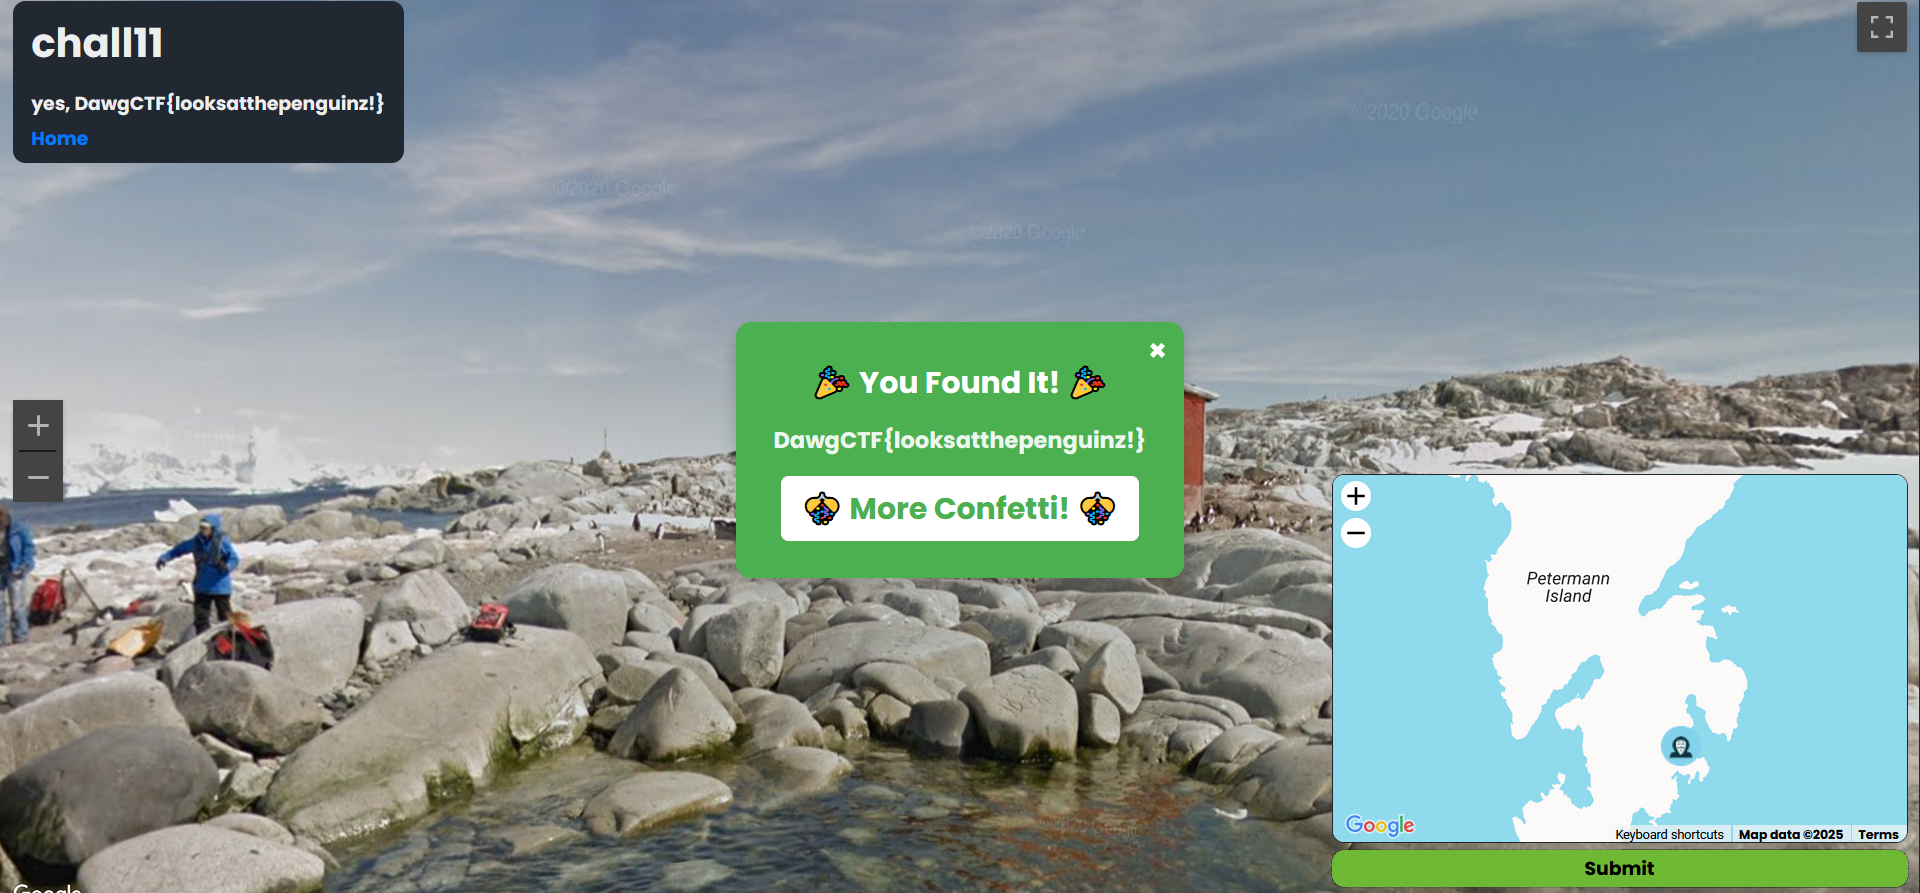 chall11
yes, DawgCTF{looksatthepenguinz!}
Home
©2020 Google
©2020 Google
©2020 Google
You Found It!
DawgCTF{looksatthepenguinz!}
More Confetti!
Petermann
Island
Google
Keyboard shortcuts
Map data ©2025
Terms
Submit
Google